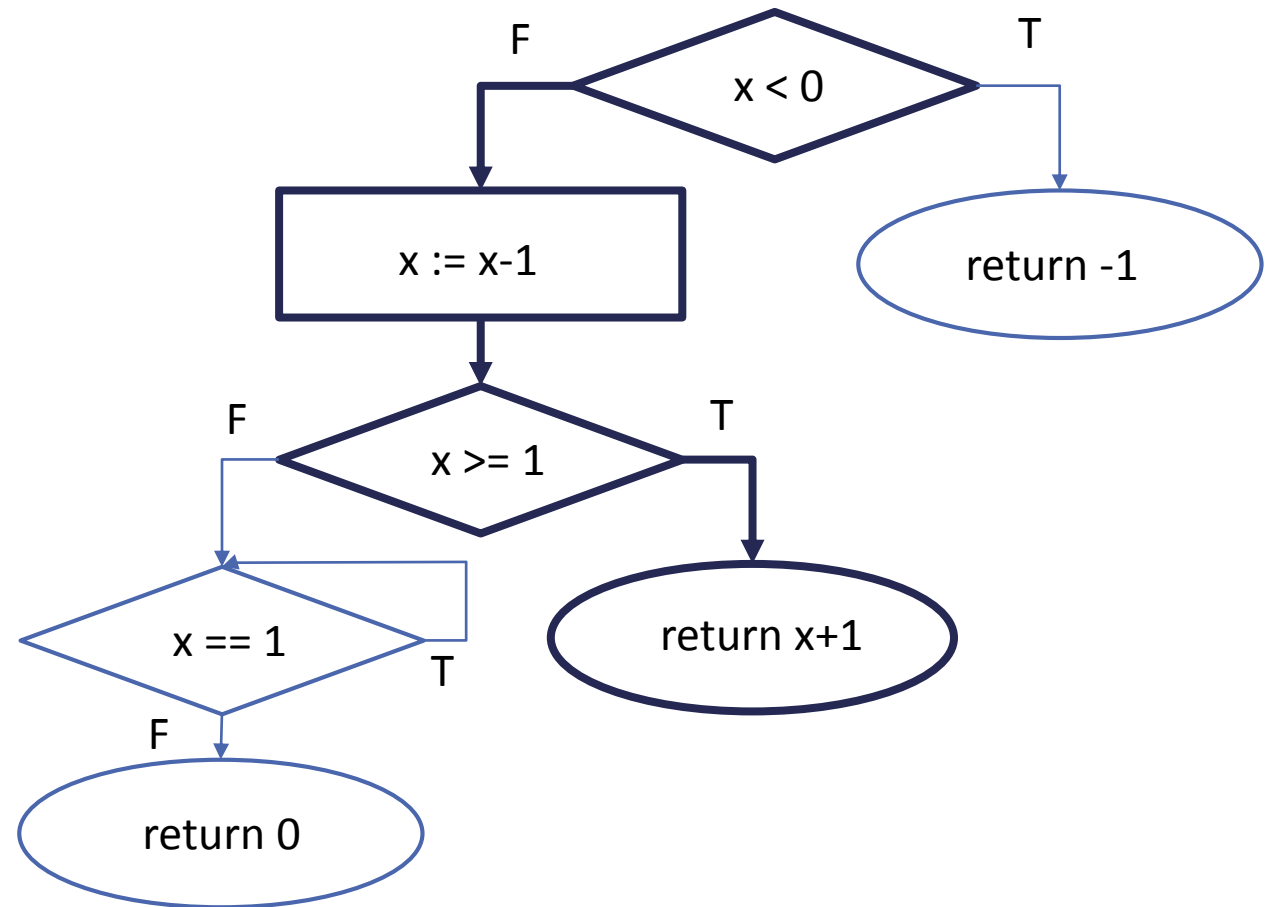 F
T
x < 0
x := x-1
return -1
F
T
x >= 1
x == 1
T
return x+1
F
return 0